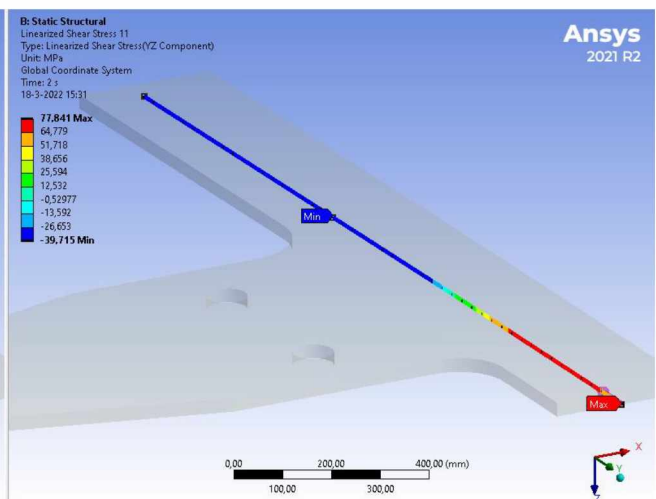 B: Static Structural
Linearized Shear Stress 11
Type: Linearized Shear Stress(YZ Component)
Unit: MPa
Global Coordinate System
Time: 2 s
18-3-2022 15:31
77,841 Max
64,779
51,718
38,656
25,594
12,532
-0,52977
-13,592
-26,653
-39,715 Min
Ansys
2021 R2
Min
Max
0,00 200,00 400,00 (mm)
100,00 300,00
X
Y
Z